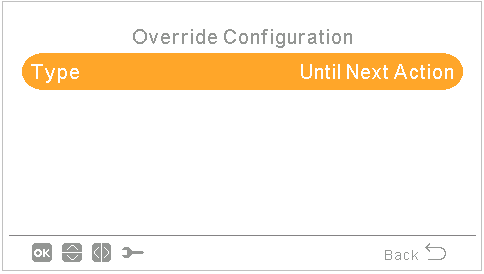 Override Configuration
Type Until Next Action
OK Back